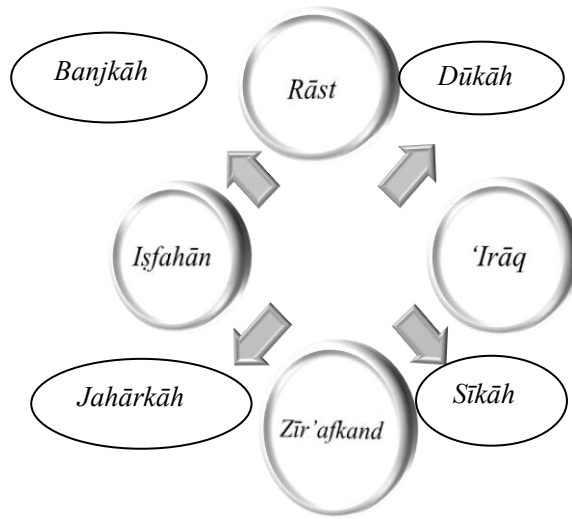 Banjkāh
Rāst
Dūkāh
Iṣfahān
‘Irāq
Jahārkāh
Zīr’afkand
Sīkāh